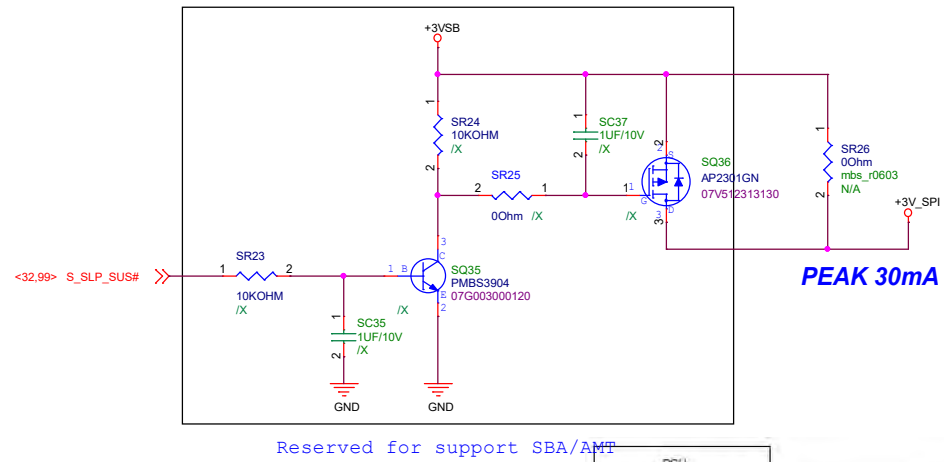 +3VSB
1
SR24
10KOHM
/X
2
SC37
1UF/10V
/X
1
2
SR25
2
1
0Ohm /X
2
2
S
SQ36
AP2301GN
07V512313130
1
1
G
/X
3
3
D
1
SR26
0Ohm
mbs_r0603
N/A
2
+3V_SPI
PEAK 30mA
<32,99> S_SLP_SUS#
SR23
1
2
10KOHM
/X
1
B
3
C
SQ35
PMBS3904
07G003000120
E
2
/X
1
SC35
1UF/10V
/X
2
GND
GND
Reserved for support SBA/AMT